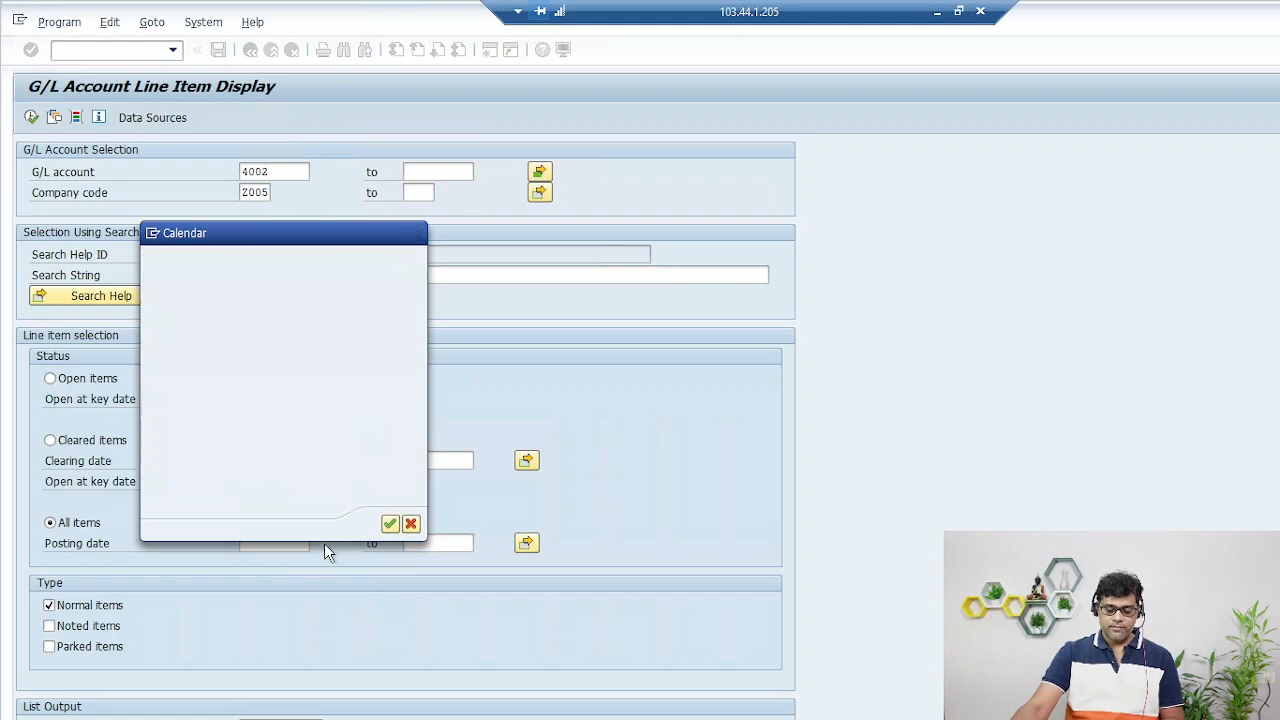 103.44.1.205
Program Edit Goto System Help
G/L Account Line Item Display
Data Sources
G/L Account Selection
G/L account 4002 to
Company code 2005 to
Selection Using Search
Search Help ID
Search String
Search Help
Calendar
Line item selection
Status
Open items
Open at key date
Cleared items
Clearing date
Open at key date
All items
Posting date to
Type
Normal items
Noted items
Parked items
List Output